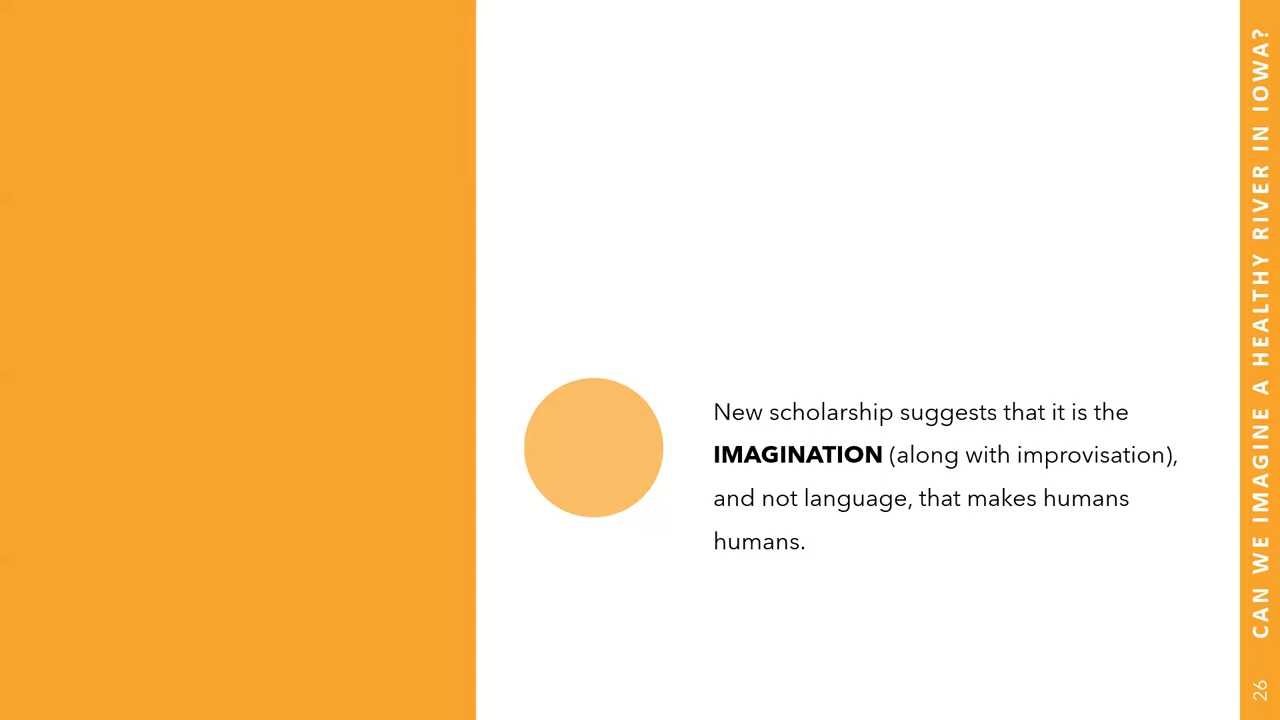 New scholarship suggests that it is the
IMAGINATION (along with improvisation),
and not language, that makes humans
humans.
CAN WE IMAGINE A HEALTHY RIVER IN IOWA?
26